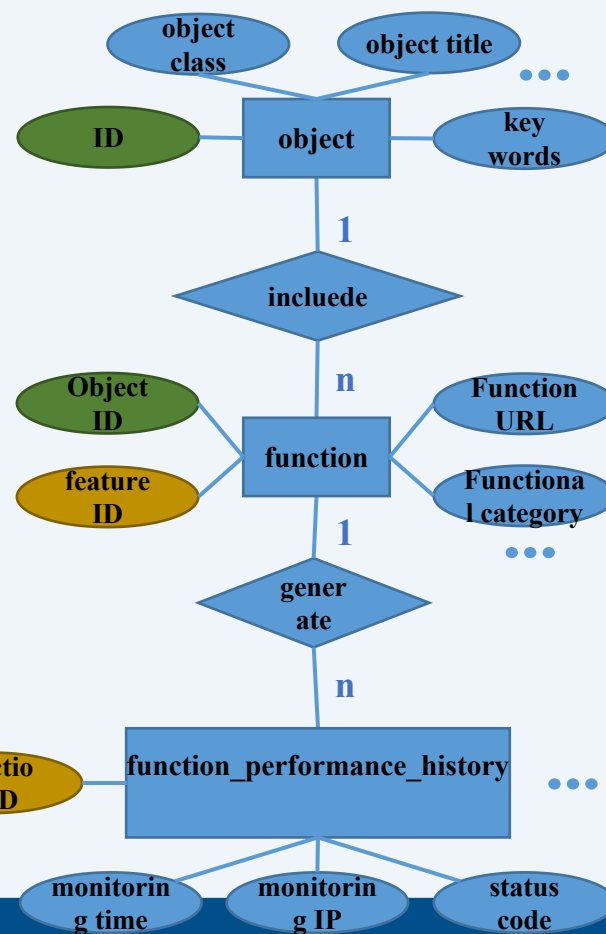 object
class
object title
ID
object
key
words
1
incluede
n
Object
ID
Function
URL
function
feature
ID
Functiona
l category
1
gener
ate
n
function_performance_history
monitorin
g time
monitorin
g IP
status
code